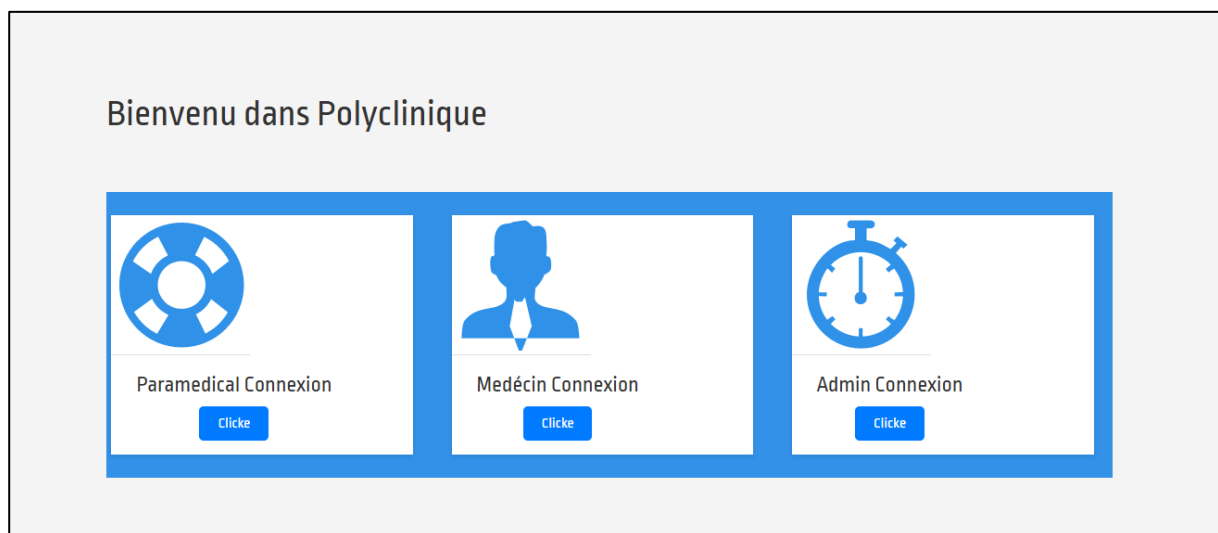 Bienvenu dans Polyclinique
Paramedical Connexion
Clicke
Medécin Connexion
Clicke
Admin Connexion
Clicke